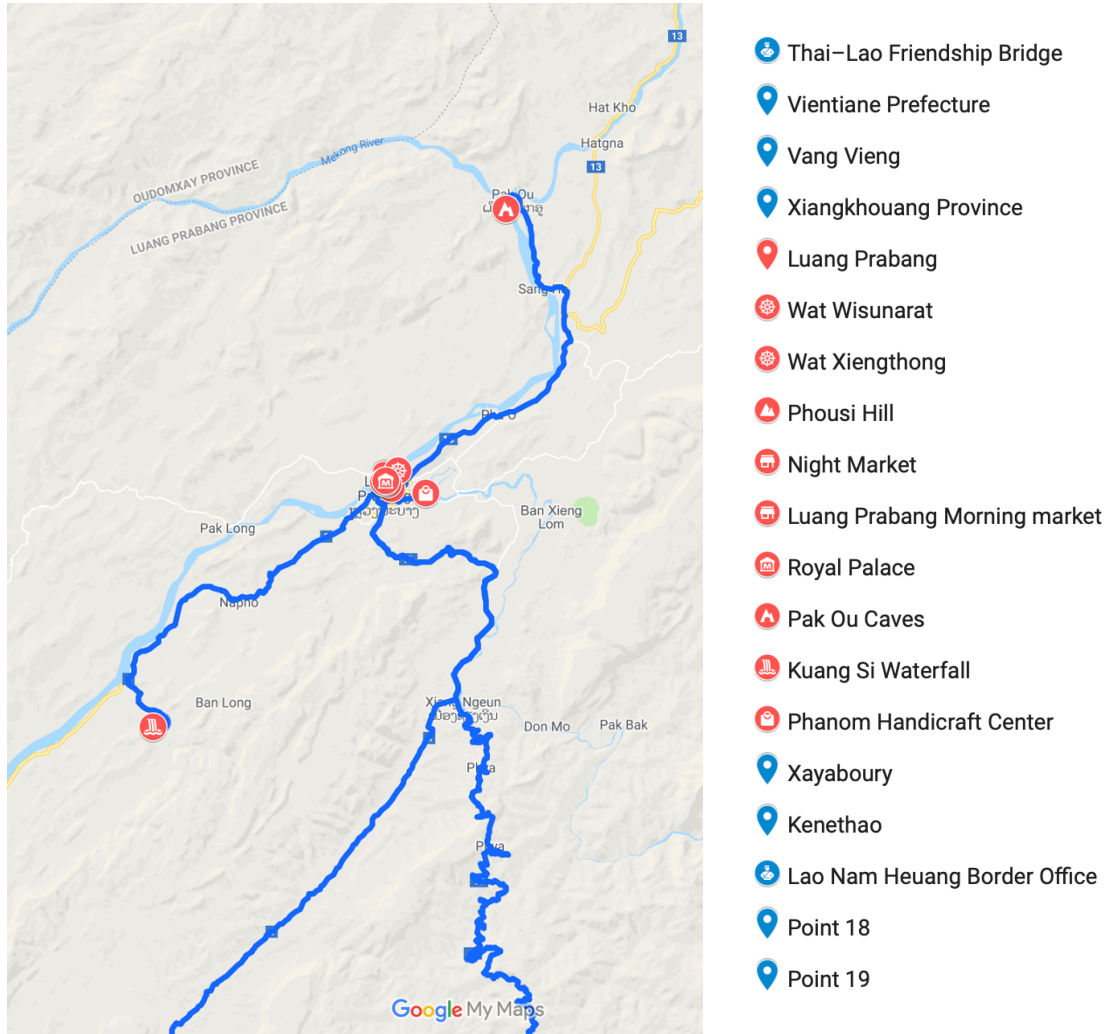 13
Hat Kho
Hatgna
13
Mekong River
OUDOMXAY PROVINCE
LUANG PRABANG PROVINCE
Pak Ou
Ban Xieng
Lom
Pak Long
Napho
Ban Long
Xiang Ngeun
Don Mo
Pak Bak
Google My Maps
Thai–Lao Friendship Bridge
Vientiane Prefecture
Vang Vieng
Xiangkhouang Province
Luang Prabang
Wat Wisunarat
Wat Xiengthong
Phousi Hill
Night Market
Luang Prabang Morning market
Royal Palace
Pak Ou Caves
Kuang Si Waterfall
Phanom Handicraft Center
Xayaboury
Kenethao
Lao Nam Heuang Border Office
Point 18
Point 19